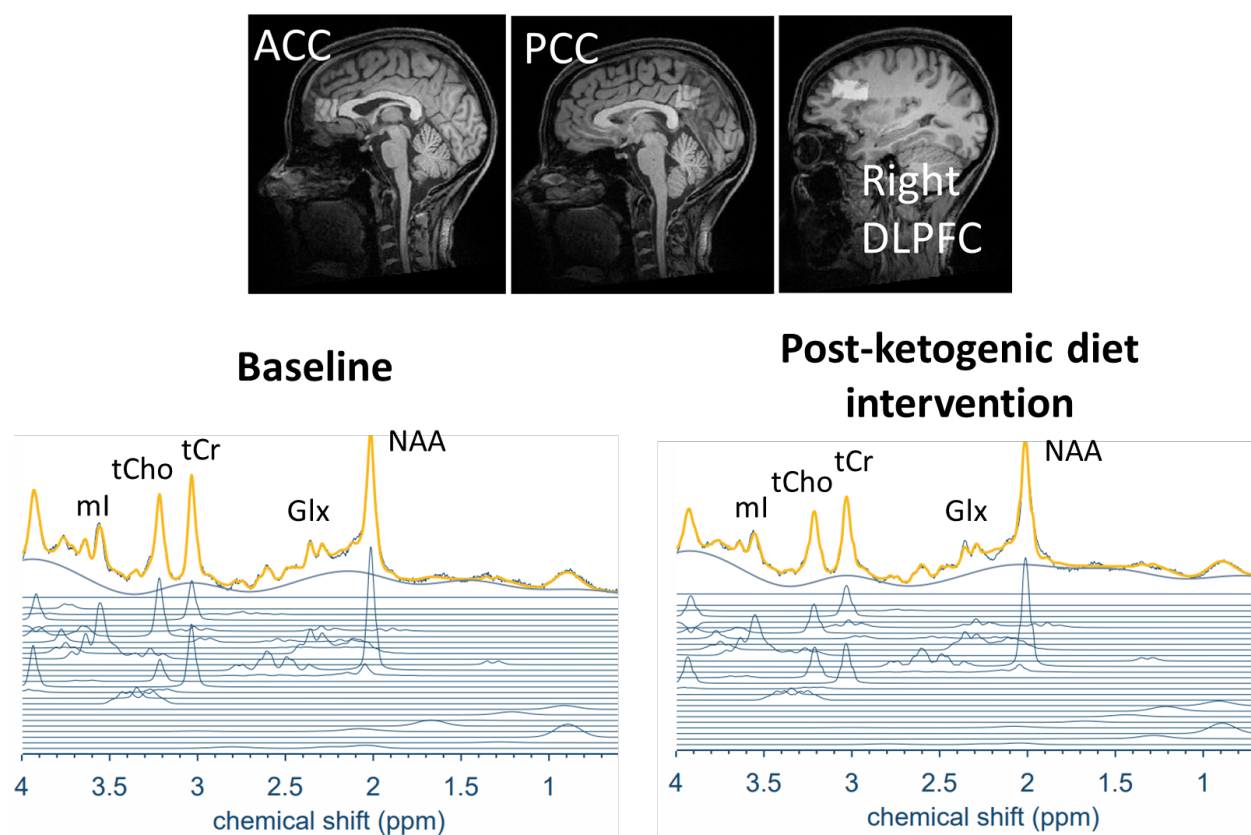 ACC
PCC
Right
DLPFC
Baseline
Post-ketogenic diet
intervention
NAA
tCr
tCho
mI
Glx
4 3.5 3 2.5 2 1.5 1
chemical shift (ppm)
NAA
tCr
tCho
mI
Glx
4 3.5 3 2.5 2 1.5 1
chemical shift (ppm)